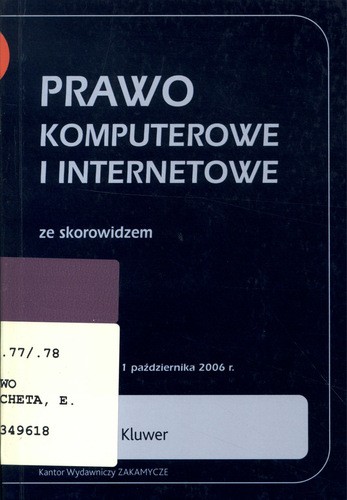 PRAWO
KOMPUTEROWE
I INTERNETOWE
ze skorowidzem
1 października 2006 r.
.77/.78
WO
CHETA, E.
349618
Kluwer
Kantor Wydawniczy ZAKAMYCZE